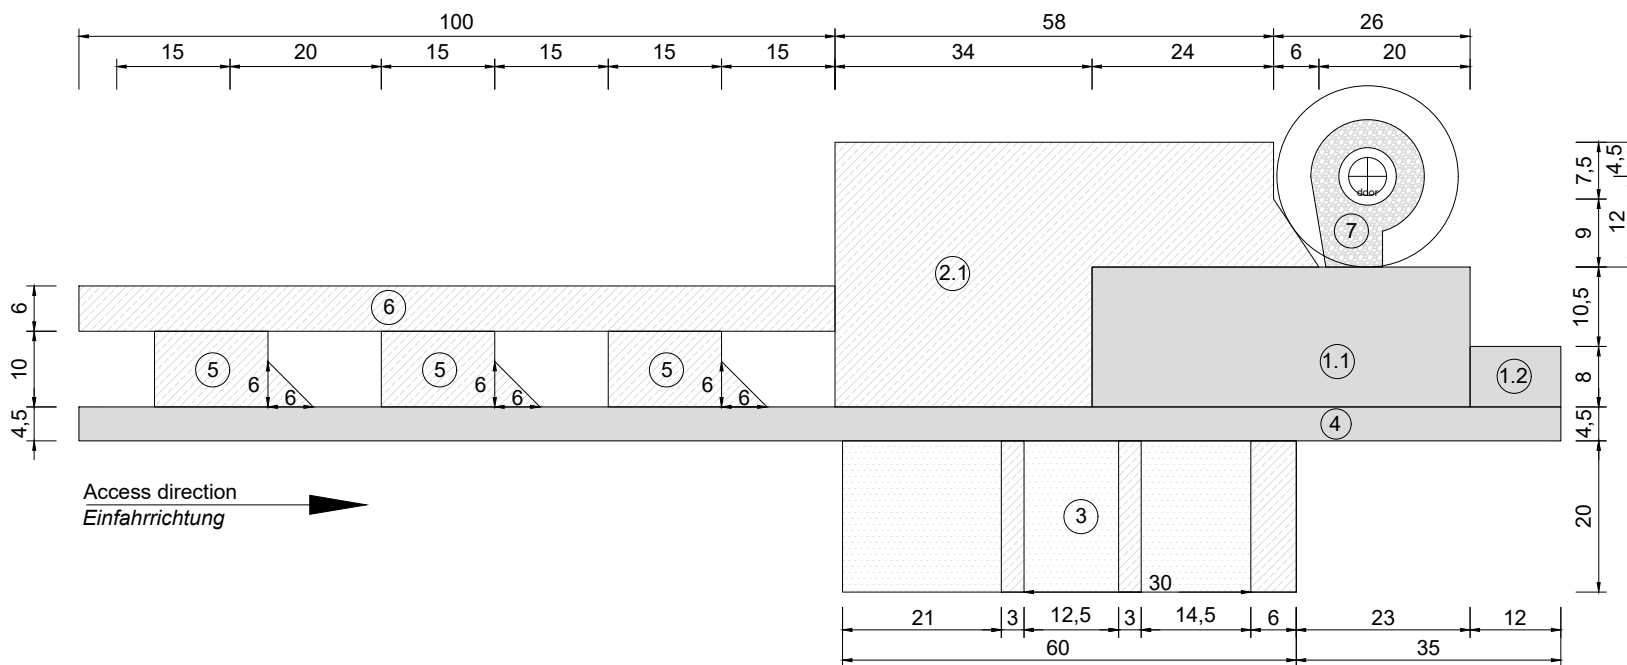 100 58 26
15 20 15 15 15 15 34 24 6 20
7,5 4,5
door
7 9 12
2.1
6 6
10,5
5 5 5 1.1
10 6 6 6 1.2 8
6 6 6
4,5 4 4,5
Access direction
Einfahrrichtung
3 20
30
21 3 12,5 3 14,5 6 23 12
60 35